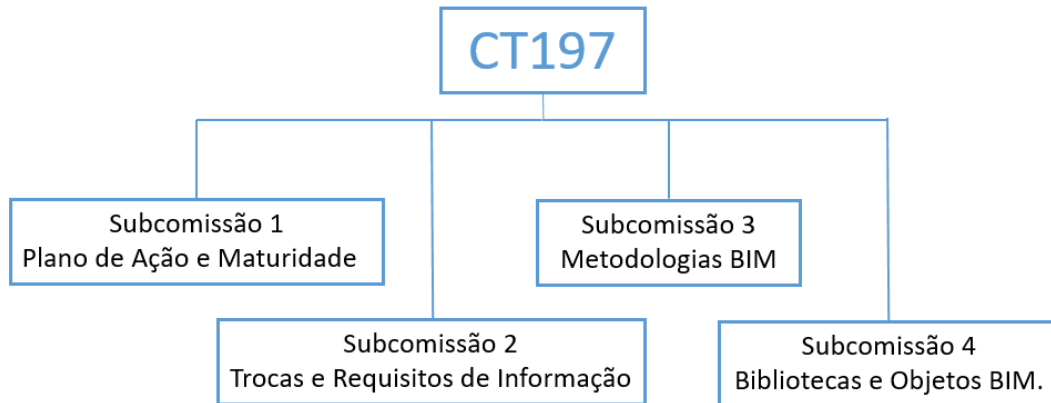 CT197
Subcomissão 1
Plano de Ação e Maturidade
Subcomissão 2
Trocas e Requisitos de Informação
Subcomissão 3
Metodologias BIM
Subcomissão 4
Bibliotecas e Objetos BIM.